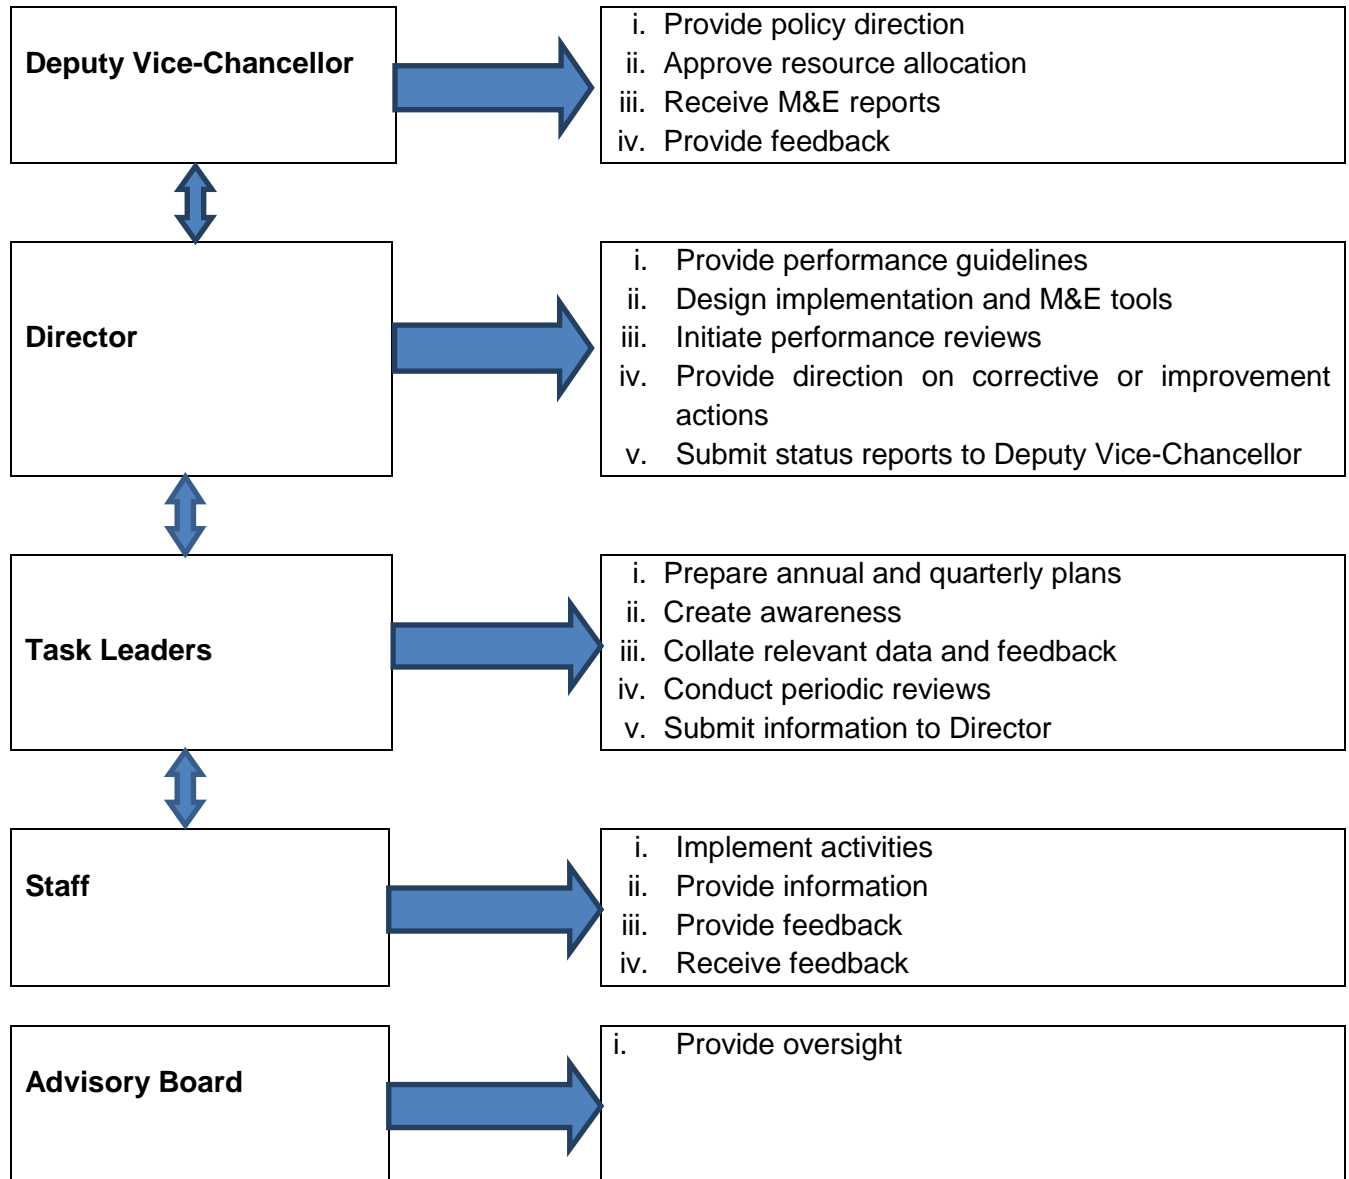 Deputy Vice-Chancellor
i. Provide policy direction
ii. Approve resource allocation
iii. Receive M&E reports
iv. Provide feedback
Director
i. Provide performance guidelines
ii. Design implementation and M&E tools
iii. Initiate performance reviews
iv. Provide direction on corrective or improvement
actions
v. Submit status reports to Deputy Vice-Chancellor
Task Leaders
i. Prepare annual and quarterly plans
ii. Create awareness
iii. Collate relevant data and feedback
iv. Conduct periodic reviews
v. Submit information to Director
Staff
i. Implement activities
ii. Provide information
iii. Provide feedback
iv. Receive feedback
Advisory Board
i. Provide oversight